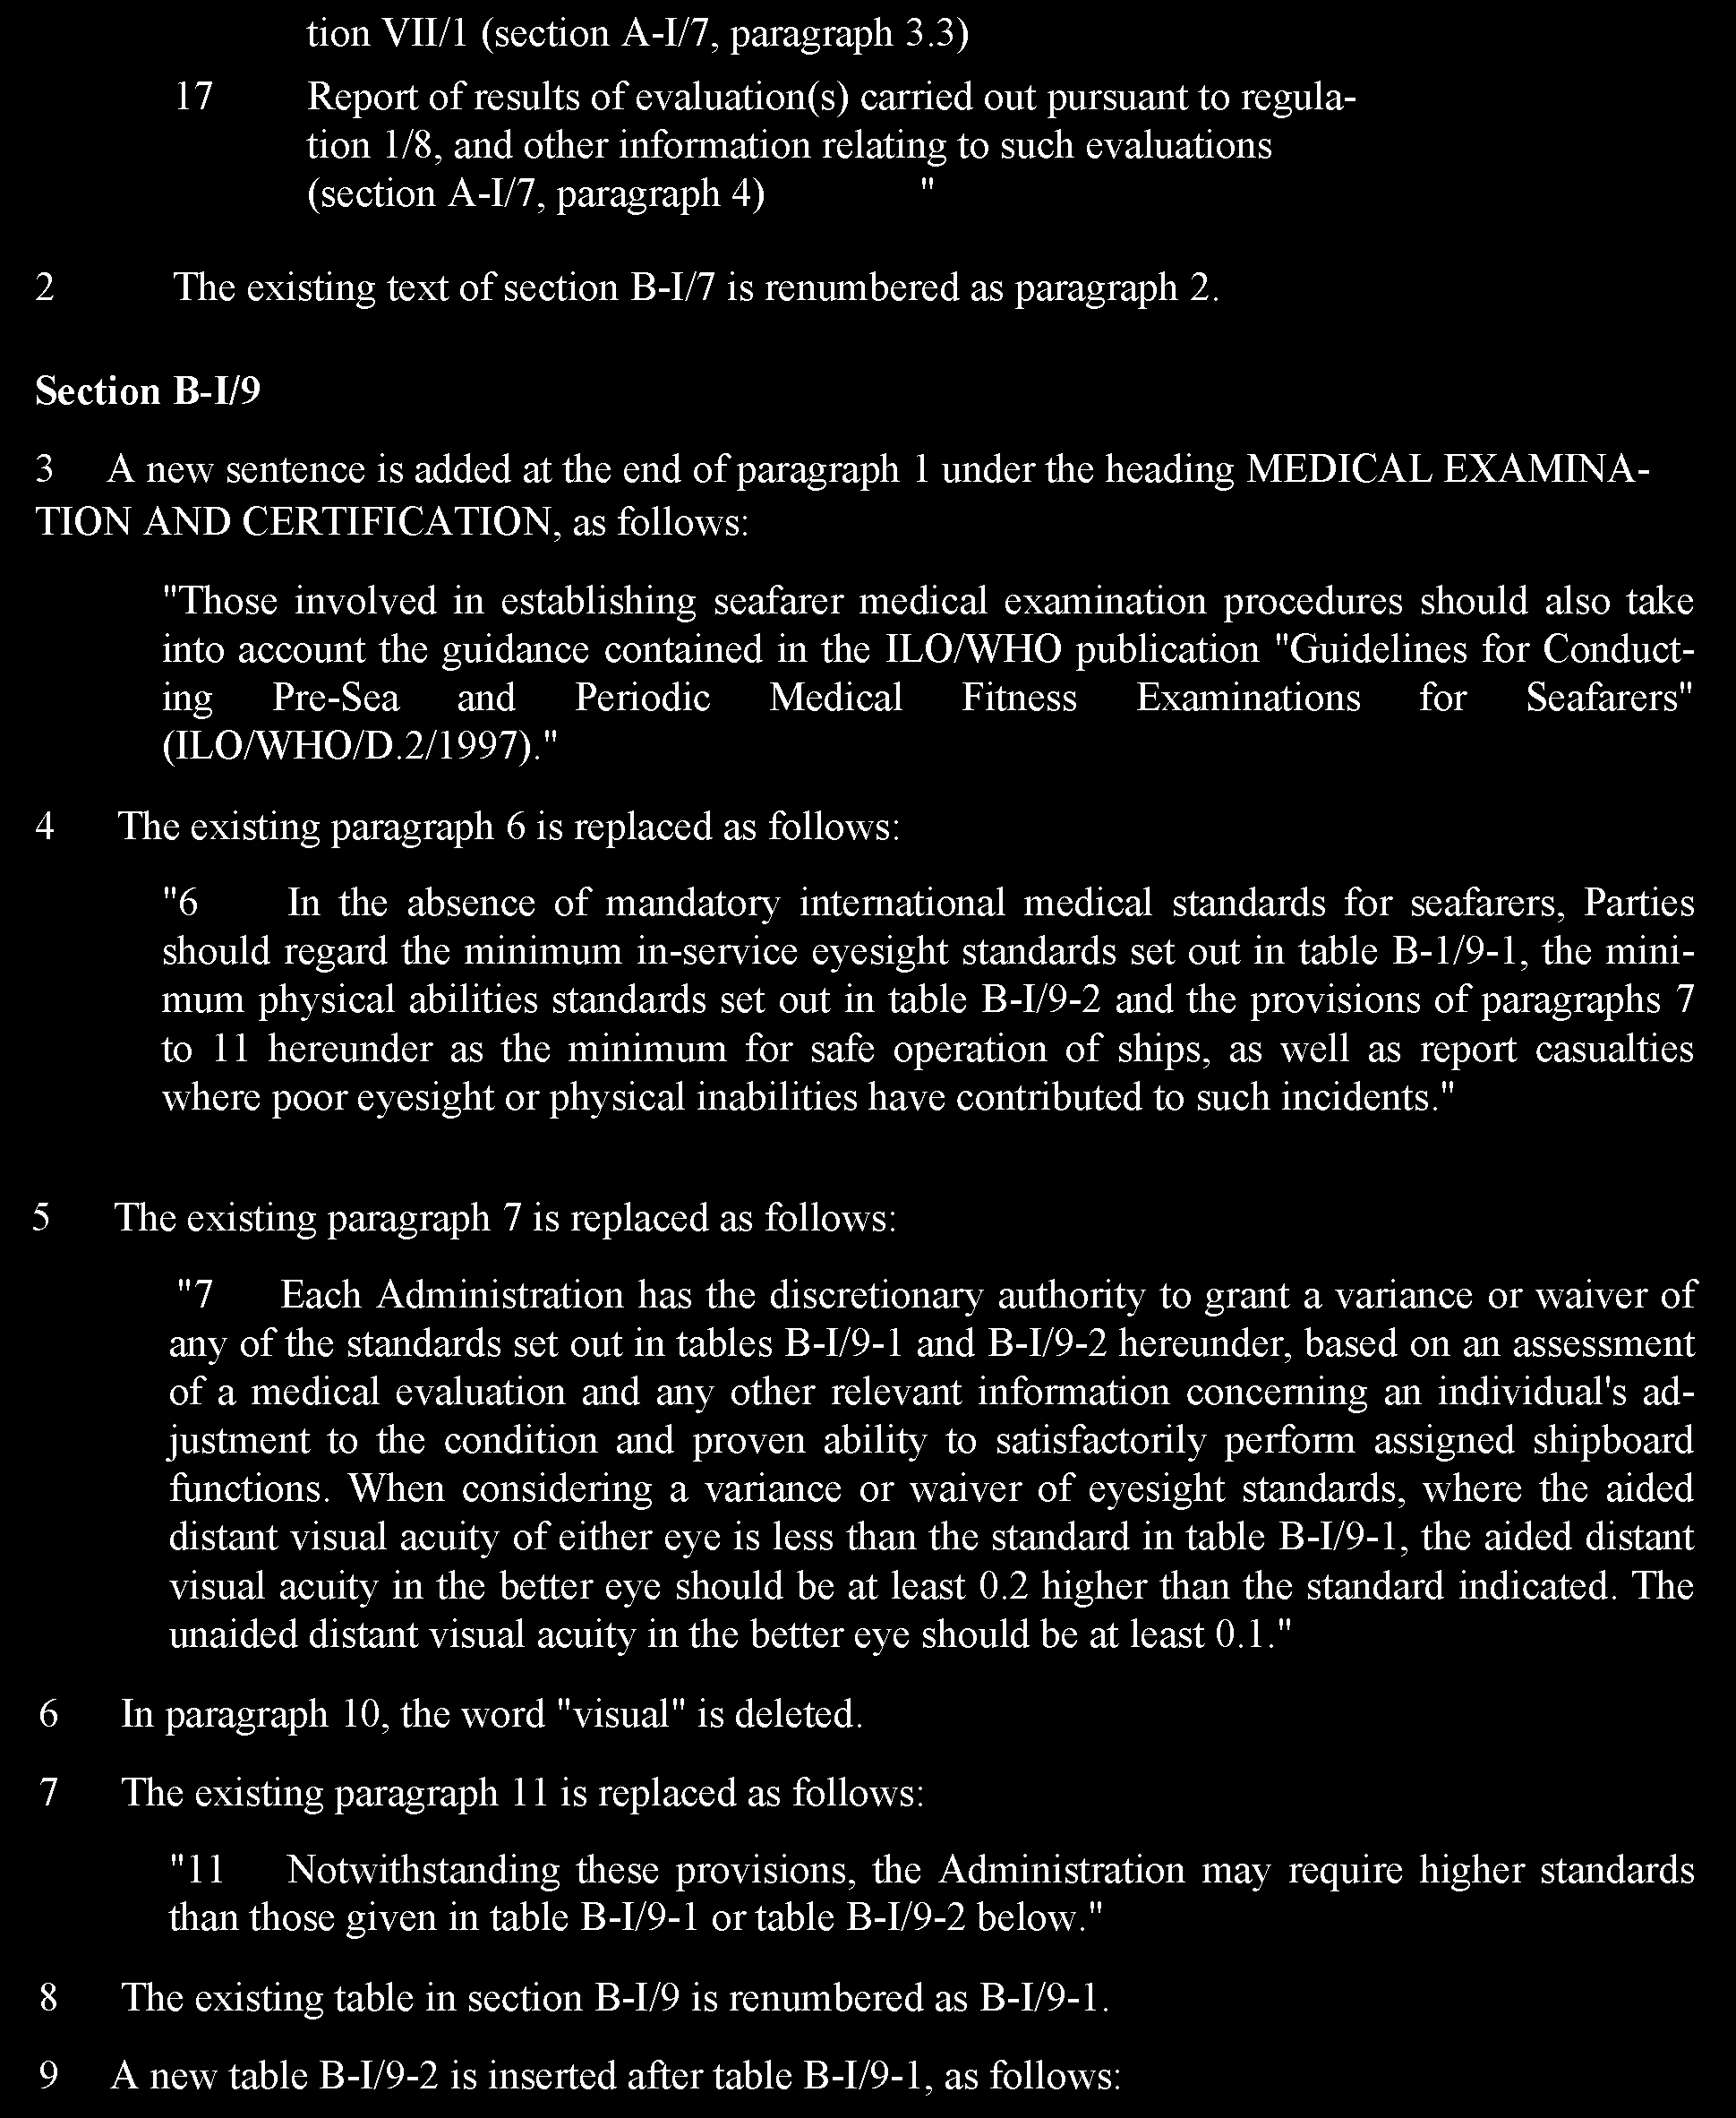 tion VII/1 (section A-I/7, paragraph 3.3)
17 Report of results of evaluation(s) carried out pursuant to regula-
tion 1/8, and other information relating to such evaluations
(section A-I/7, paragraph 4) "
2 The existing text of section B-I/7 is renumbered as paragraph 2.
Section B-I/9
3 A new sentence is added at the end of paragraph 1 under the heading MEDICAL EXAMINA-
TION AND CERTIFICATION, as follows:
"Those involved in establishing seafarer medical examination procedures should also take
into account the guidance contained in the ILO/WHO publication "Guidelines for Conduct-
ing Pre-Sea and Periodic Medical Fitness Examinations for Seafarers"
(ILO/WHO/D.2/1997)."
4 The existing paragraph 6 is replaced as follows:
"6 In the absence of mandatory international medical standards for seafarers, Parties
should regard the minimum in-service eyesight standards set out in table B-1/9-1, the mini-
mum physical abilities standards set out in table B-I/9-2 and the provisions of paragraphs 7
to 11 hereunder as the minimum for safe operation of ships, as well as report casualties
where poor eyesight or physical inabilities have contributed to such incidents."
5 The existing paragraph 7 is replaced as follows:
"7 Each Administration has the discretionary authority to grant a variance or waiver of
any of the standards set out in tables B-I/9-1 and B-I/9-2 hereunder, based on an assessment
of a medical evaluation and any other relevant information concerning an individual's ad-
justment to the condition and proven ability to satisfactorily perform assigned shipboard
functions. When considering a variance or waiver of eyesight standards, where the aided
distant visual acuity of either eye is less than the standard in table B-I/9-1, the aided distant
visual acuity in the better eye should be at least 0.2 higher than the standard indicated. The
unaided distant visual acuity in the better eye should be at least 0.1."
6 In paragraph 10, the word "visual" is deleted.
7 The existing paragraph 11 is replaced as follows:
"11 Notwithstanding these provisions, the Administration may require higher standards
than those given in table B-I/9-1 or table B-I/9-2 below."
8 The existing table in section B-I/9 is renumbered as B-I/9-1.
9 A new table B-I/9-2 is inserted after table B-I/9-1, as follows: